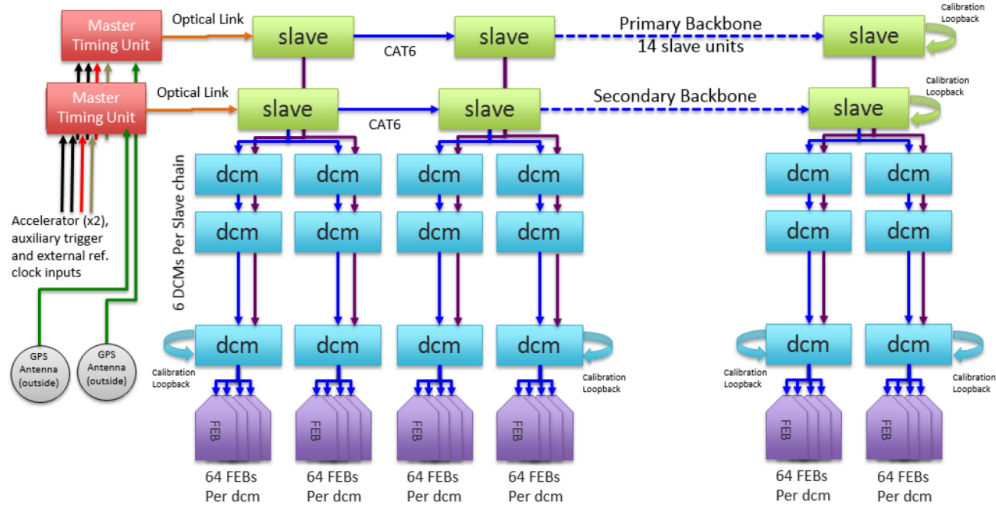 Master
Timing Unit
Optical Link
slave
CAT6
slave
Primary Backbone
14 slave units
slave
Calibration
Loopback
Master
Timing Unit
Optical Link
slave
CAT6
slave
Secondary Backbone
slave
Calibration
Loopback
6 DCMs Per Slave chain
dcm
dcm
dcm
dcm
dcm
dcm
dcm
dcm
dcm
dcm
dcm
dcm
Accelerator (x2),
auxiliary trigger
and external ref.
clock inputs
GPS
Antenna
(outside)
GPS
Antenna
(outside)
Calibration
Loopback
dcm
dcm
dcm
dcm
Calibration
Loopback
Calibration
Loopback
dcm
dcm
Calibration
Loopback
FEB
FEB
FEB
FEB
FEB
FEB
64 FEBs
Per dcm
64 FEBs
Per dcm
64 FEBs
Per dcm
64 FEBs
Per dcm
64 FEBs
Per dcm
64 FEBs
Per dcm